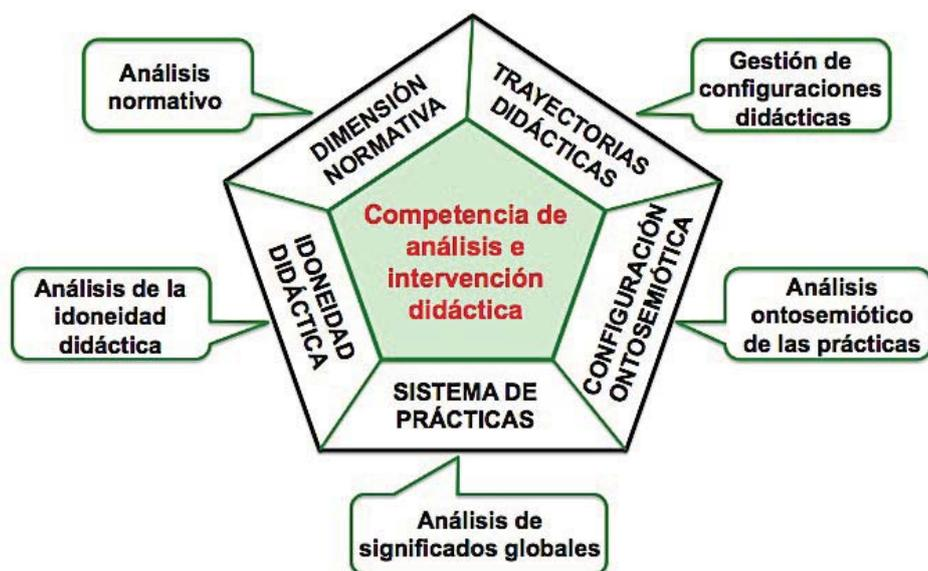 Análisis
normativo
DIMENSIÓN
NORMATIVA
TRAYECTORIAS
DIDÁCTICAS
Gestión de
configuraciones
didácticas
Competencia de
análisis e
intervención
didáctica
Análisis de la
idoneidad
didáctica
IDONEIDAD
DIDÁCTICA
CONFIGURACIÓN
ONTOSEMIÓTICA
Análisis
ontosemiótico
de las prácticas
SISTEMA DE
PRÁCTICAS
Análisis de
significados globales